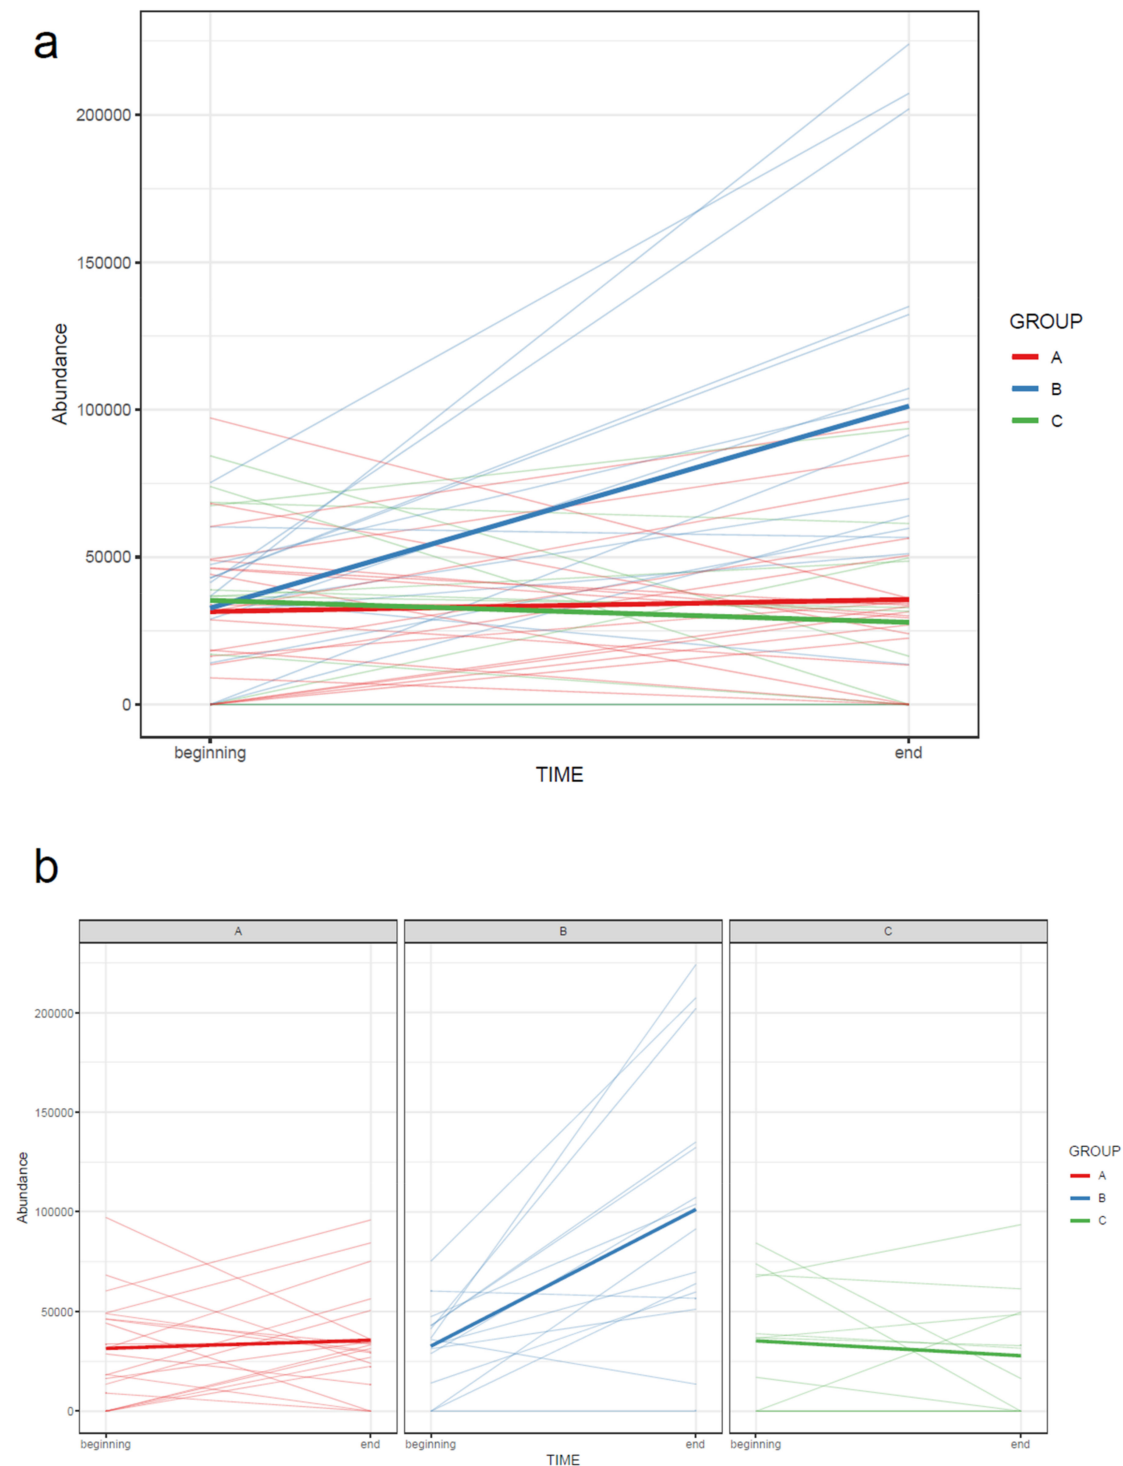 a
200000
150000
100000
50000
0
Abundance
beginning
end
TIME
GROUP
A
B
C
b
A
B
C
200000
150000
100000
50000
0
Abundance
beginning
end
beginning
end
beginning
end
TIME
GROUP
A
B
C